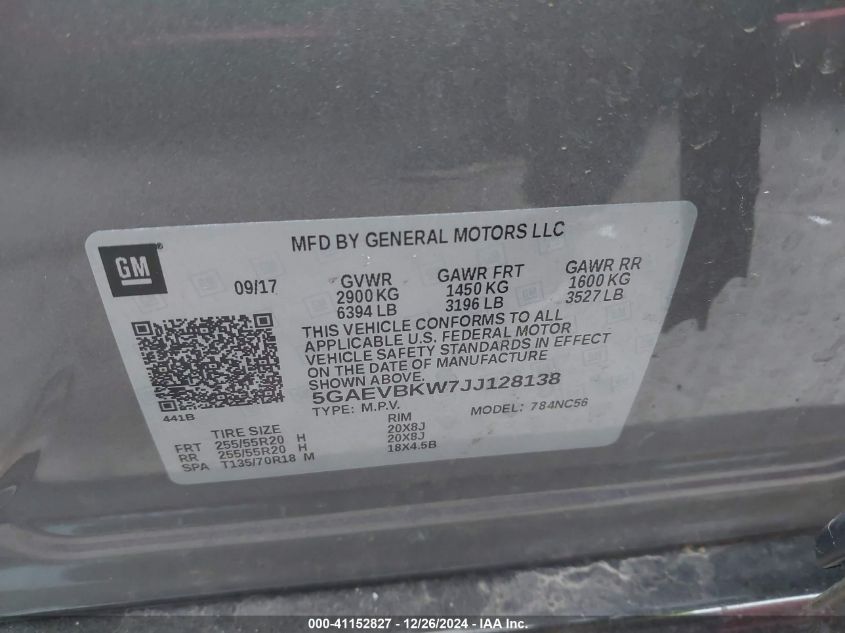 MFD BY GENERAL MOTORS LLC
GM
09/17
GVWR
2900 KG
6394 LB
GAWR FRT
1450 KG
3196 LB
GAWR RR
1600 KG
3527 LB
THIS VEHICLE CONFORMS TO ALL
APPLICABLE U.S. FEDERAL MOTOR
VEHICLE SAFETY STANDARDS IN EFFECT
ON THE DATE OF MANUFACTURE
SHOWN ABOVE.
5GAEVBKW7JJ128138
TYPE: M.P.V.
MODEL: 784NC56
441B
TIRE SIZE
RIM
FRT 255/55R20 H 20X8J
RR 255/55R20 H 20X8J
SPA T135/70R18 M 18X4.5B
000-41152827 - 12/26/2024 - IAA Inc.